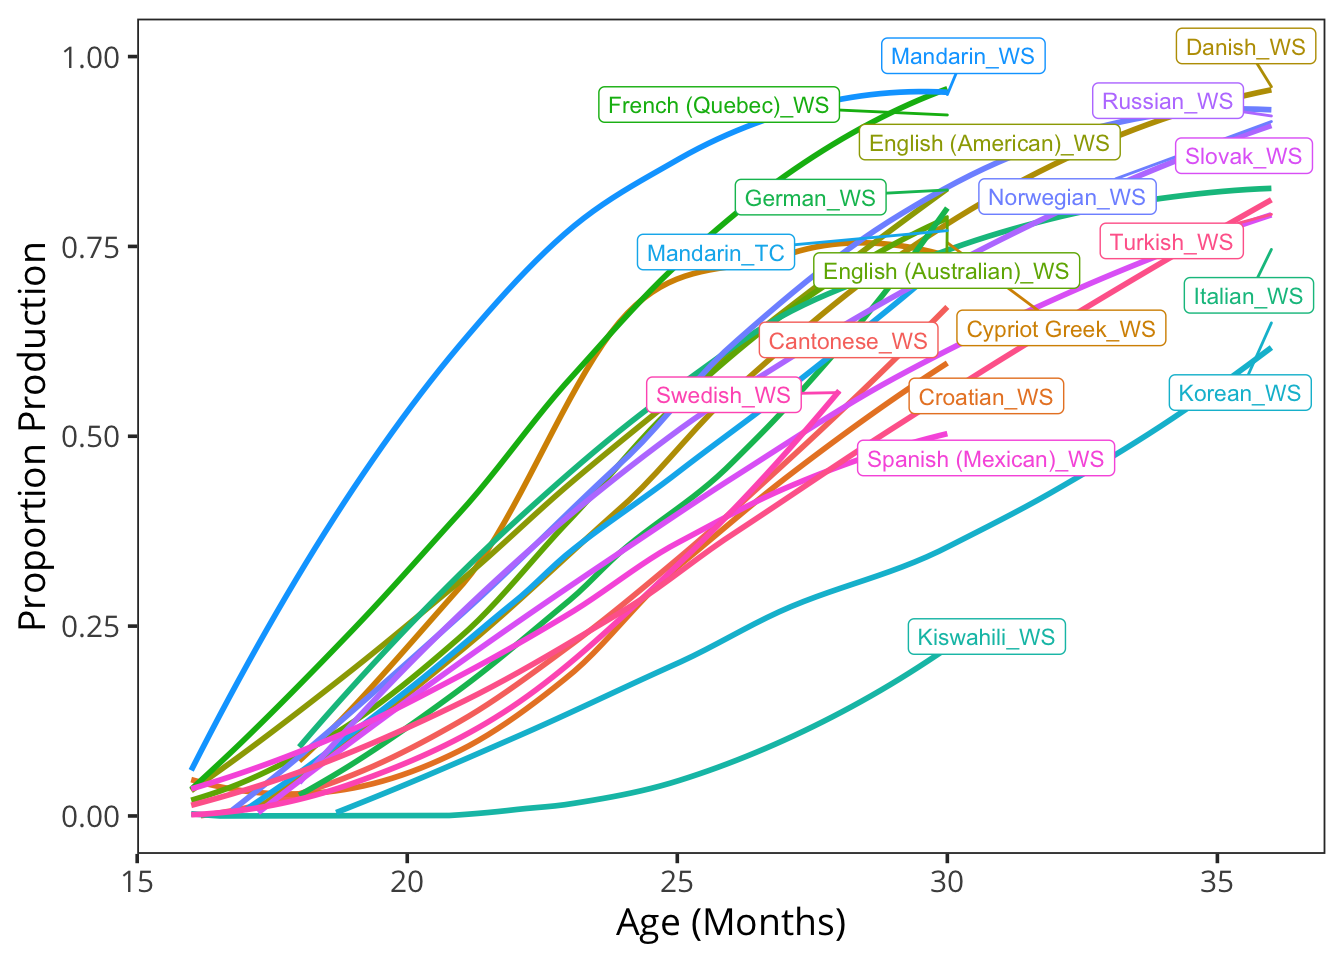 Proportion Production
1.00
0.75
0.50
0.25
0.00
Danish_WS
Mandarin_WS
Russian_WS
French (Quebec)_WS
English (American)_WS
Slovak_WS
German_WS
Norwegian_WS
Turkish_WS
Mandarin_TC
English (Australian)_WS
Italian_WS
Cypriot Greek_WS
Cantonese_WS
Korean_WS
Swedish_WS
Croatian_WS
Spanish (Mexican)_WS
Kiswahili_WS
15 20 25 30 35
Age (Months)